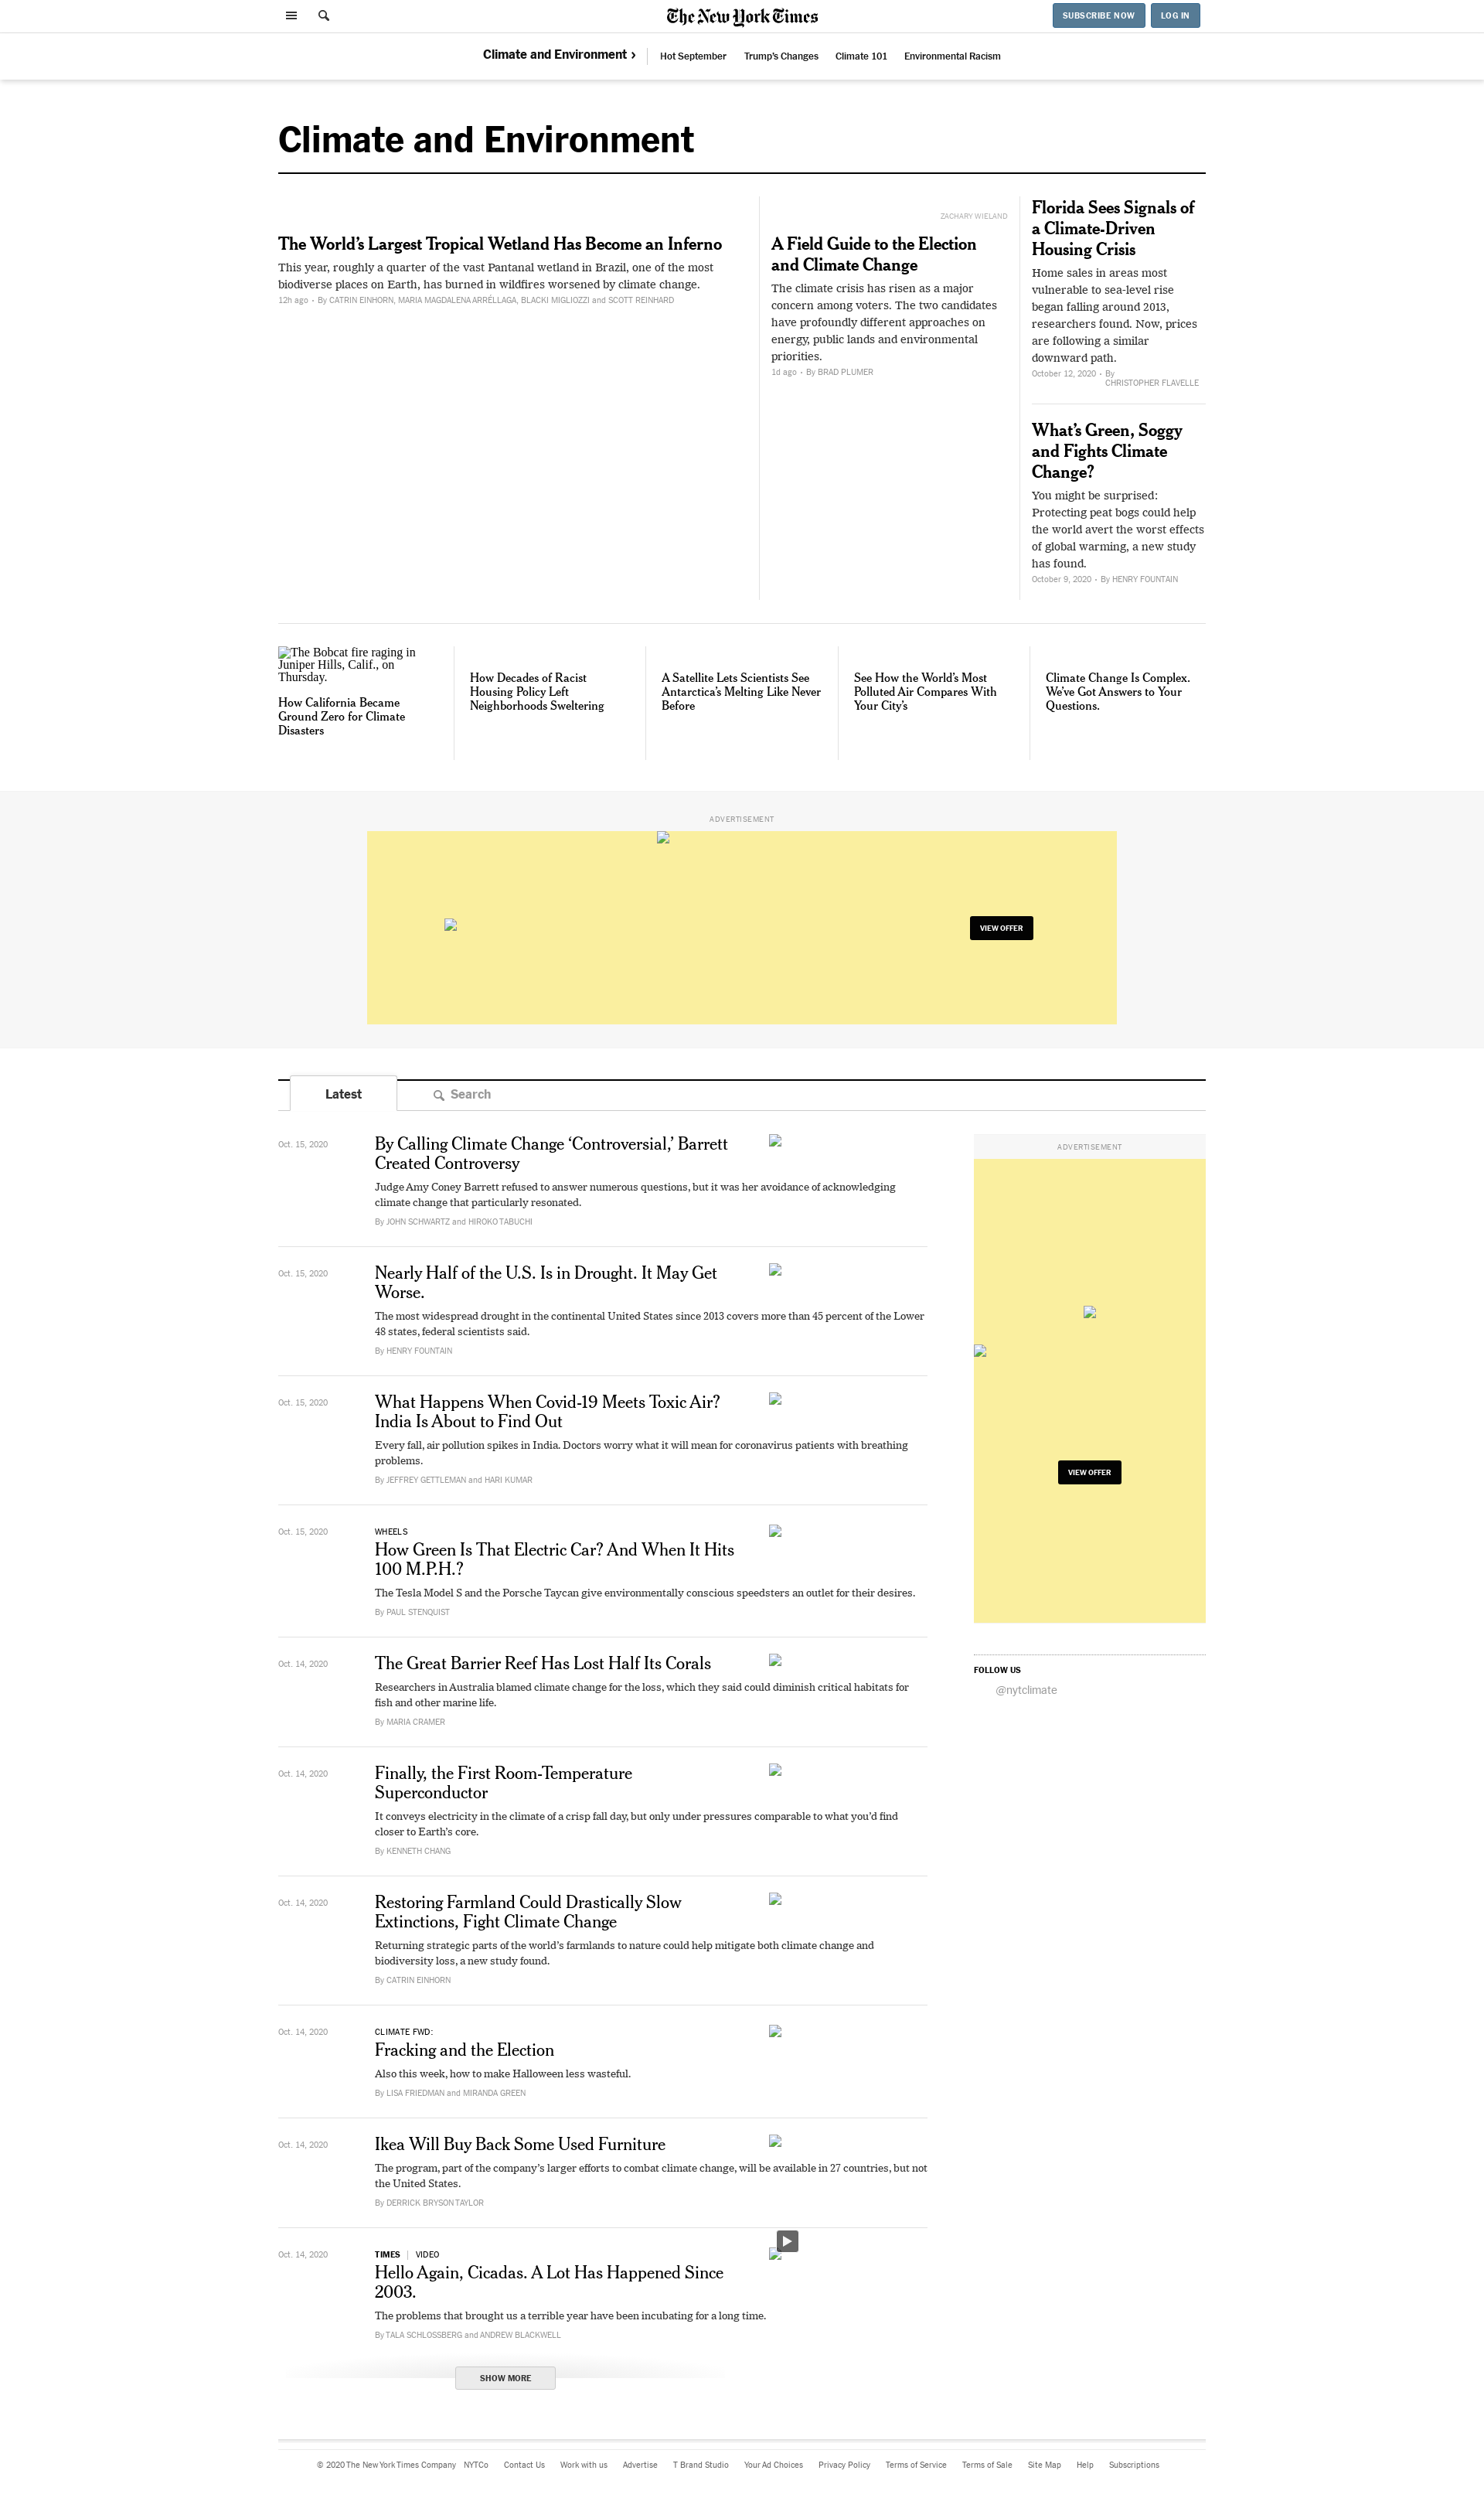 The New York Times
SUBSCRIBE NOW
LOG IN
Climate and Environment ›
Hot September
Trump's Changes
Climate 101
Environmental Racism
Climate and Environment
The World's Largest Tropical Wetland Has Become an Inferno
This year, roughly a quarter of the vast Pantanal wetland in Brazil, one of the most
biodiverse places on Earth, has burned in wildfires worsened by climate change.
12h ago • By CATRIN EINHORN, MARIA MAGDALENA ARRÉLLAGA, BLACKI MIGLIOZZI and SCOTT REINHARD
ZACHARY WIELAND
A Field Guide to the Election
and Climate Change
The climate crisis has risen as a major
concern among voters. The two candidates
have profoundly different approaches on
energy, public lands and environmental
priorities.
1d ago • By BRAD PLUMER
Florida Sees Signals of
a Climate-Driven
Housing Crisis
Home sales in areas most
vulnerable to sea-level rise
began falling around 2013,
researchers found. Now, prices
are following a similar
downward path.
October 12, 2020 • By
CHRISTOPHER FLAVELLE
What's Green, Soggy
and Fights Climate
Change?
You might be surprised:
Protecting peat bogs could help
the world avert the worst effects
of global warming, a new study
has found.
October 9, 2020 • By HENRY FOUNTAIN
The Bobcat fire raging in
Juniper Hills, Calif., on
Thursday.
How California Became
Ground Zero for Climate
Disasters
How Decades of Racist
Housing Policy Left
Neighborhoods Sweltering
A Satellite Lets Scientists See
Antarctica's Melting Like Never
Before
See How the World's Most
Polluted Air Compares With
Your City's
Climate Change Is Complex.
We've Got Answers to Your
Questions.
ADVERTISEMENT
VIEW OFFER
Latest
Search
Oct. 15, 2020
By Calling Climate Change 'Controversial,' Barrett
Created Controversy
Judge Amy Coney Barrett refused to answer numerous questions, but it was her avoidance of acknowledging
climate change that particularly resonated.
By JOHN SCHWARTZ and HIROKO TABUCHI
Oct. 15, 2020
Nearly Half of the U.S. Is in Drought. It May Get
Worse.
The most widespread drought in the continental United States since 2013 covers more than 45 percent of the Lower
48 states, federal scientists said.
By HENRY FOUNTAIN
Oct. 15, 2020
What Happens When Covid-19 Meets Toxic Air?
India Is About to Find Out
Every fall, air pollution spikes in India. Doctors worry what it will mean for coronavirus patients with breathing
problems.
By JEFFREY GETTLEMAN and HARI KUMAR
Oct. 15, 2020
WHEELS
How Green Is That Electric Car? And When It Hits
100 M.P.H.?
The Tesla Model S and the Porsche Taycan give environmentally conscious speedsters an outlet for their desires.
By PAUL STENQUIST
Oct. 14, 2020
The Great Barrier Reef Has Lost Half Its Corals
Researchers in Australia blamed climate change for the loss, which they said could diminish critical habitats for
fish and other marine life.
By MARIA CRAMER
Oct. 14, 2020
Finally, the First Room-Temperature
Superconductor
It conveys electricity in the climate of a crisp fall day, but only under pressures comparable to what you'd find
closer to Earth's core.
By KENNETH CHANG
Oct. 14, 2020
Restoring Farmland Could Drastically Slow
Extinctions, Fight Climate Change
Returning strategic parts of the world's farmlands to nature could help mitigate both climate change and
biodiversity loss, a new study found.
By CATRIN EINHORN
Oct. 14, 2020
CLIMATE FWD:
Fracking and the Election
Also this week, how to make Halloween less wasteful.
By LISA FRIEDMAN and MIRANDA GREEN
Oct. 14, 2020
Ikea Will Buy Back Some Used Furniture
The program, part of the company's larger efforts to combat climate change, will be available in 27 countries, but not
the United States.
By DERRICK BRYSON TAYLOR
Oct. 14, 2020
TIMES | VIDEO
Hello Again, Cicadas. A Lot Has Happened Since
2003.
The problems that brought us a terrible year have been incubating for a long time.
By TALA SCHLOSSBERG and ANDREW BLACKWELL
SHOW MORE
ADVERTISEMENT
VIEW OFFER
FOLLOW US
@nytclimate
© 2020 The New York Times Company
NYTCo
Contact Us
Work with us
Advertise
T Brand Studio
Your Ad Choices
Privacy Policy
Terms of Service
Terms of Sale
Site Map
Help
Subscriptions